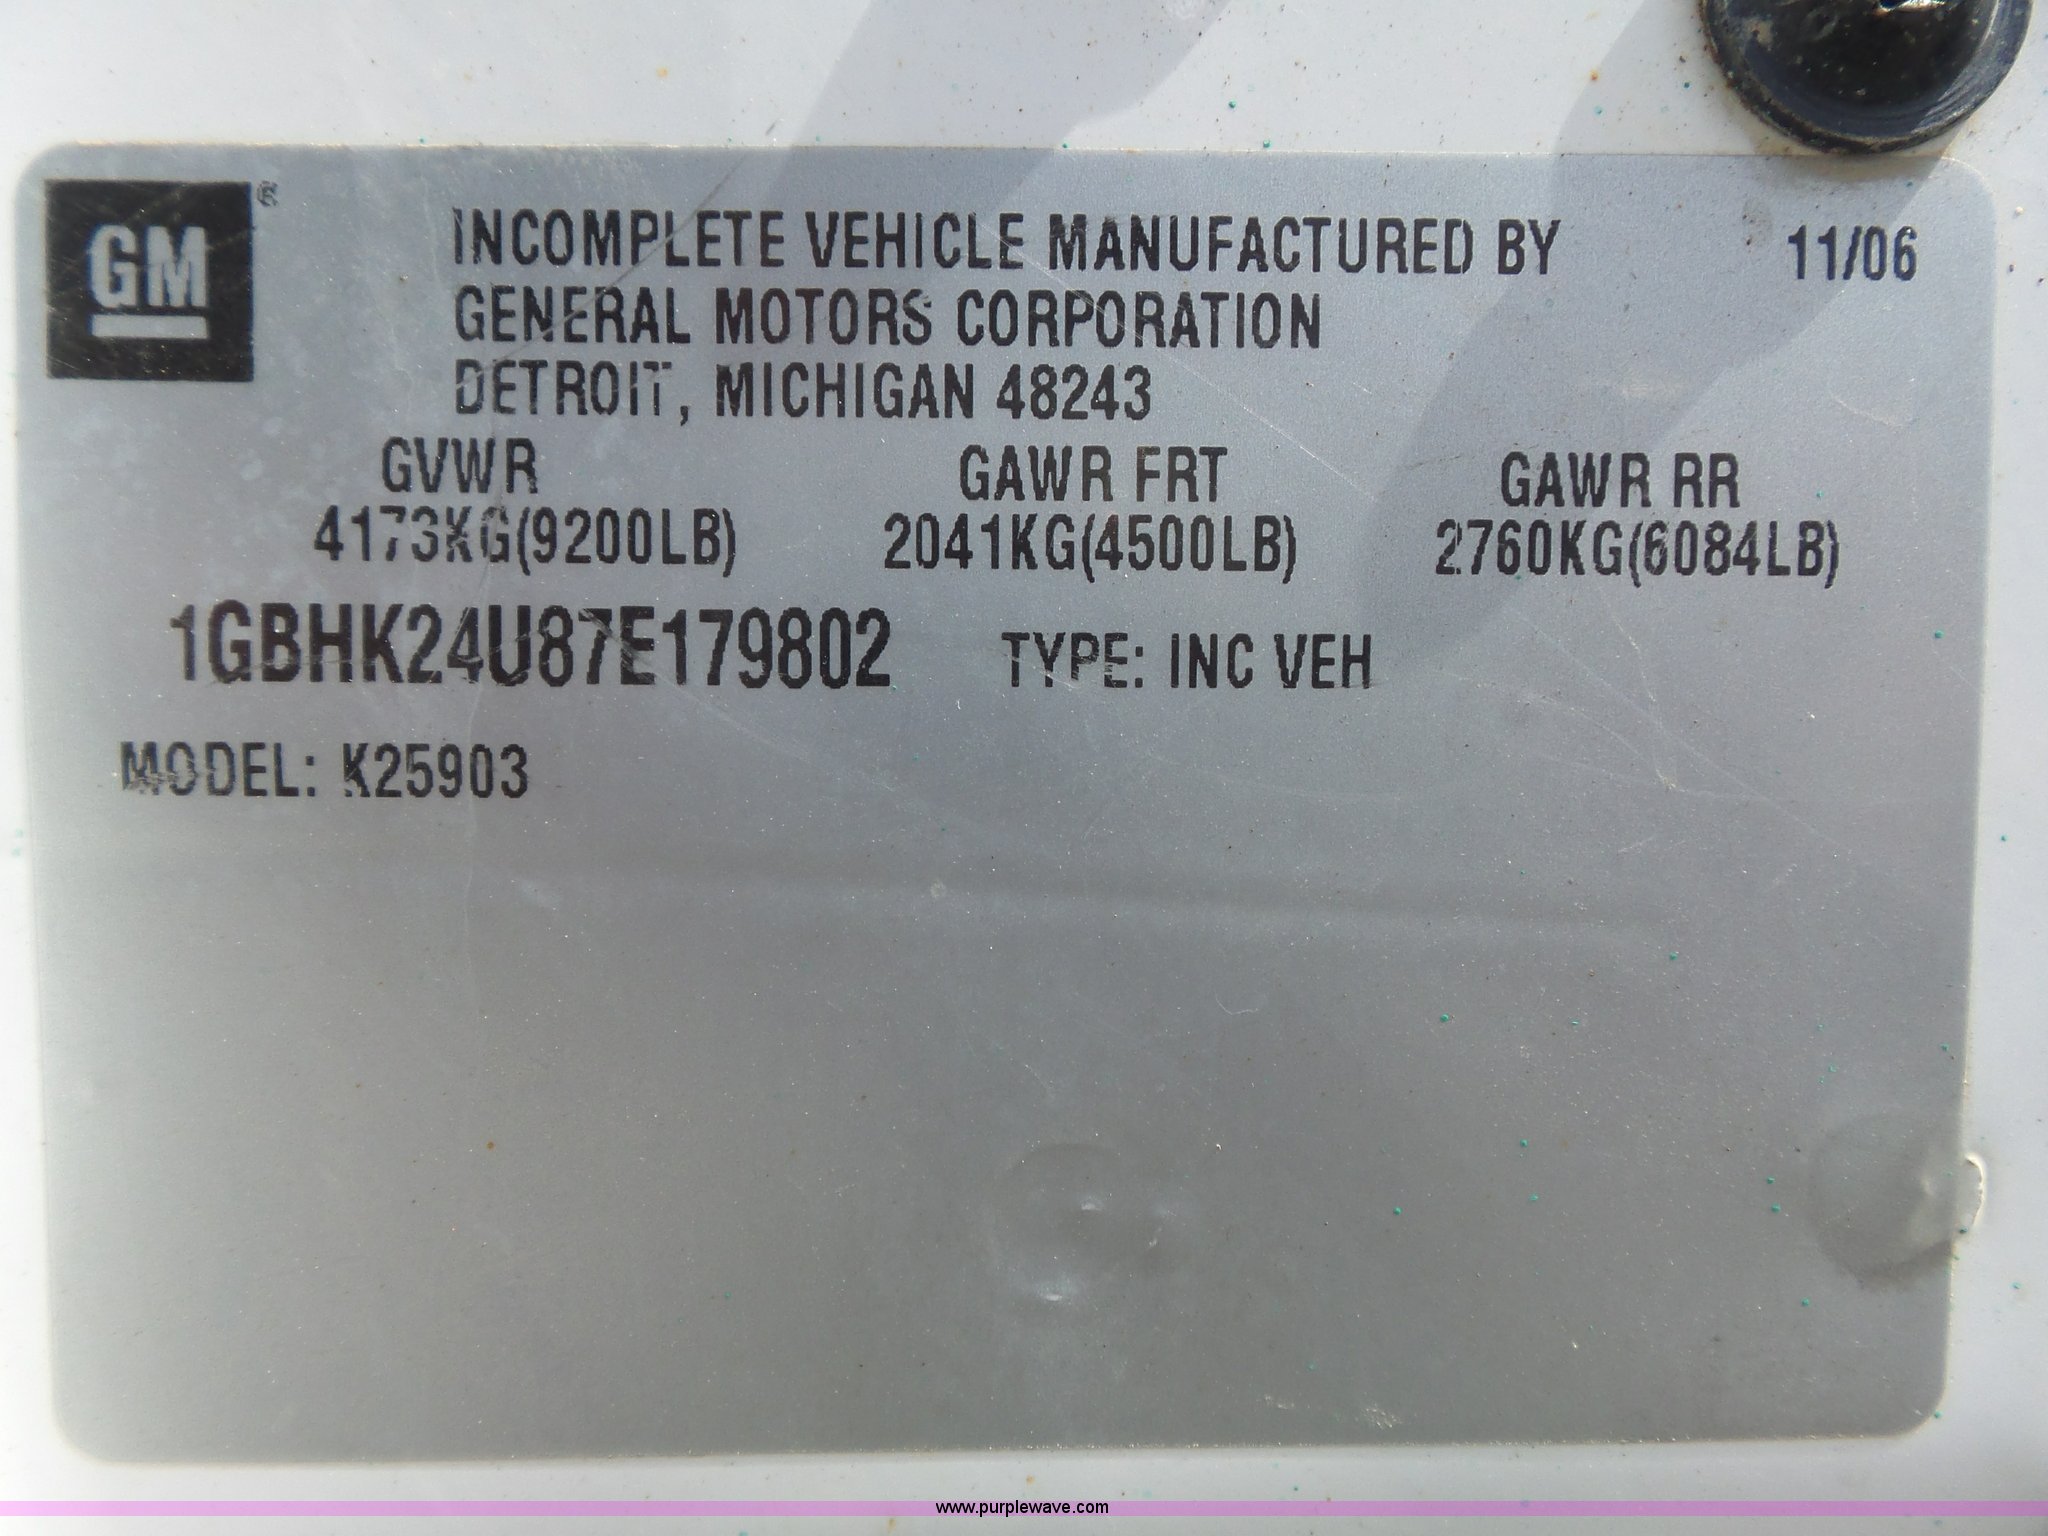 GM ®
INCOMPLETE VEHICLE MANUFACTURED BY 11/06
GENERAL MOTORS CORPORATION
DETROIT, MICHIGAN 48243
GVWR GAWR FRT GAWR RR
4173KG(9200LB) 2041KG(4500LB) 2760KG(6084LB)
1GBHK24U87E179802 TYPE: INC VEH
MODEL: K25903
www.purplewave.com